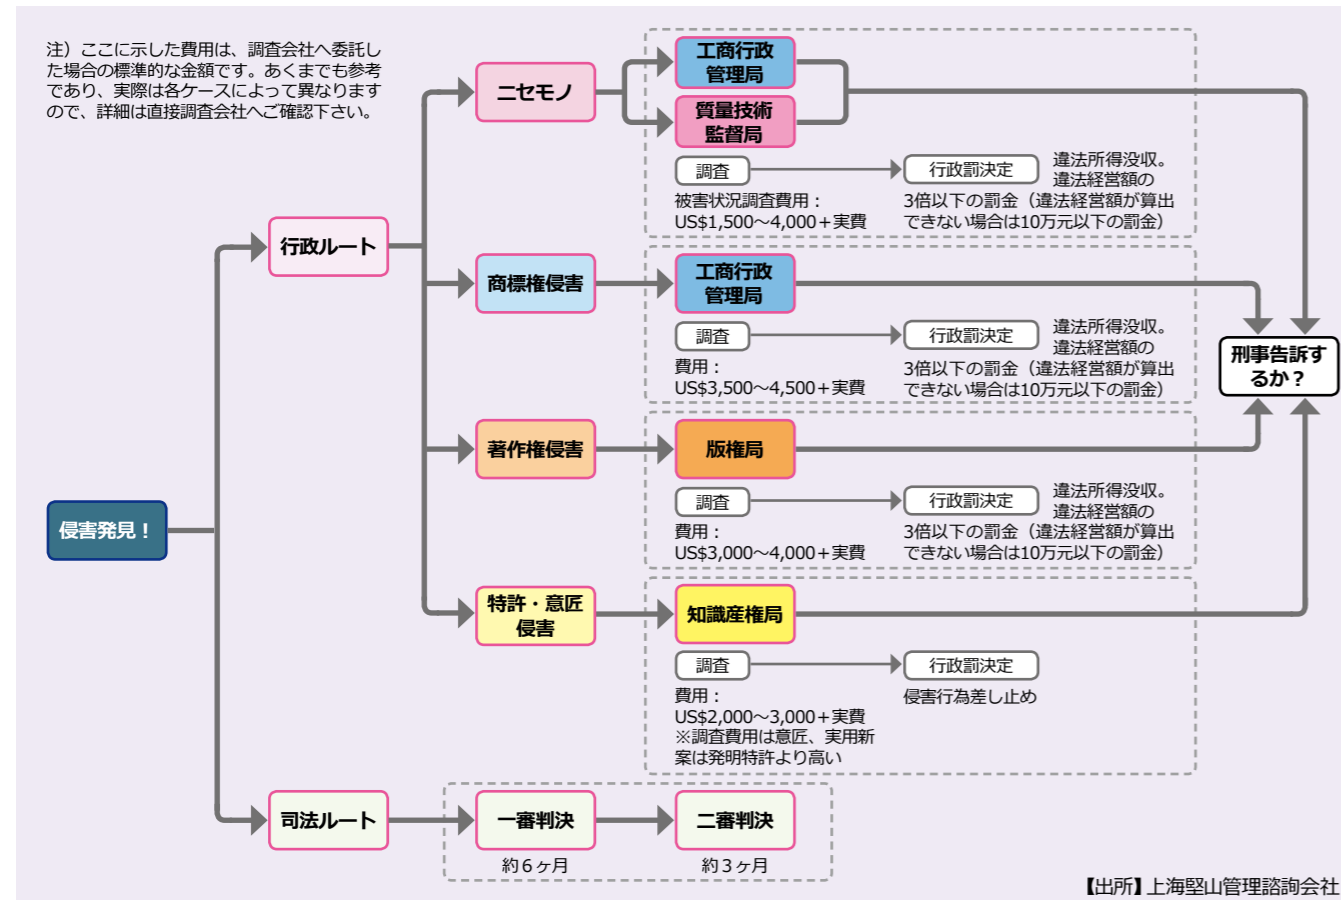 注）ここに示した費用は、調査会社へ委託し
た場合の標準的な金額です。あくまでも参考
であり、実際は各ケースによって異なります
ので、詳細は直接調査会社へご確認下さい。
侵害発見！
行政ルート
ニセモノ
工商行政
管理局
質量技術
監督局
調査
被害状況調査費用：
US$1,500～4,000＋実費
行政罰決定
違法所得没収。
違法経営額の
3倍以下の罰金（違法経営額が算出
できない場合は10万元以下の罰金）
商標権侵害
工商行政
管理局
調査
費用：
US$3,500～4,500＋実費
行政罰決定
違法所得没収。
違法経営額の
3倍以下の罰金（違法経営額が算出
できない場合は10万元以下の罰金）
著作権侵害
版権局
調査
費用：
US$3,000～4,000＋実費
行政罰決定
違法所得没収。
違法経営額の
3倍以下の罰金（違法経営額が算出
できない場合は10万元以下の罰金）
特許・意匠
侵害
知識産権局
調査
費用：
US$2,000～3,000＋実費
※調査費用は意匠、実用新
案は発明特許より高い
行政罰決定
侵害行為差し止め
刑事告訴す
るか？
司法ルート
一審判決
約６ヶ月
二審判決
約３ヶ月
【出所】上海堅山管理諮詢会社